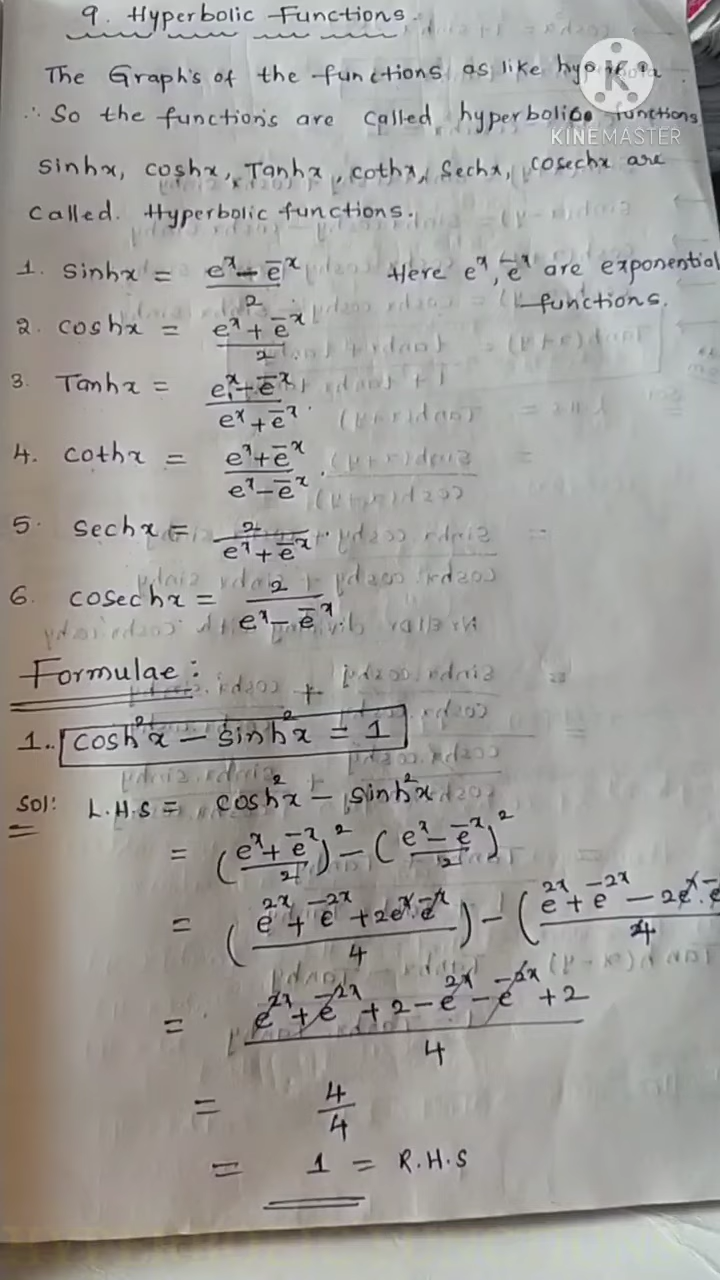 9. Hyperbolic Functions.
The Graph's of the functions as like
∴ So the function's are called hyperbolic functions
KINEMASTER
sinhx, coshx, Tanhx, cothx, Sechx, cosechx are
called. Hyperbolic functions.
1. sinhx = (e^x - e^-x)/2 Here e^x, e^-x are exponential
functions.
2. coshx = (e^x + e^-x)/2
3. Tanhx = (e^x - e^-x)/(e^x + e^-x).
4. cothx = (e^x + e^-x)/(e^x - e^-x).
5. sechx = 2/(e^x + e^-x).
6. cosechx = 2/(e^x - e^-x).
Formulae:
1. cosh²x - sinh²x = 1
Sol: L.H.S = cosh²x - sinh²x
= ((e^x + e^-x)/2)² - ((e^x - e^-x)/2)²
= ((e^2x + e^-2x + 2e^x.e^-x)/4) - ((e^2x + e^-2x - 2e^x.e^-
= (e^2x + e^-2x + 2 - e^2x - e^-2x + 2)/4
= 4/4
= 1 = R.H.S